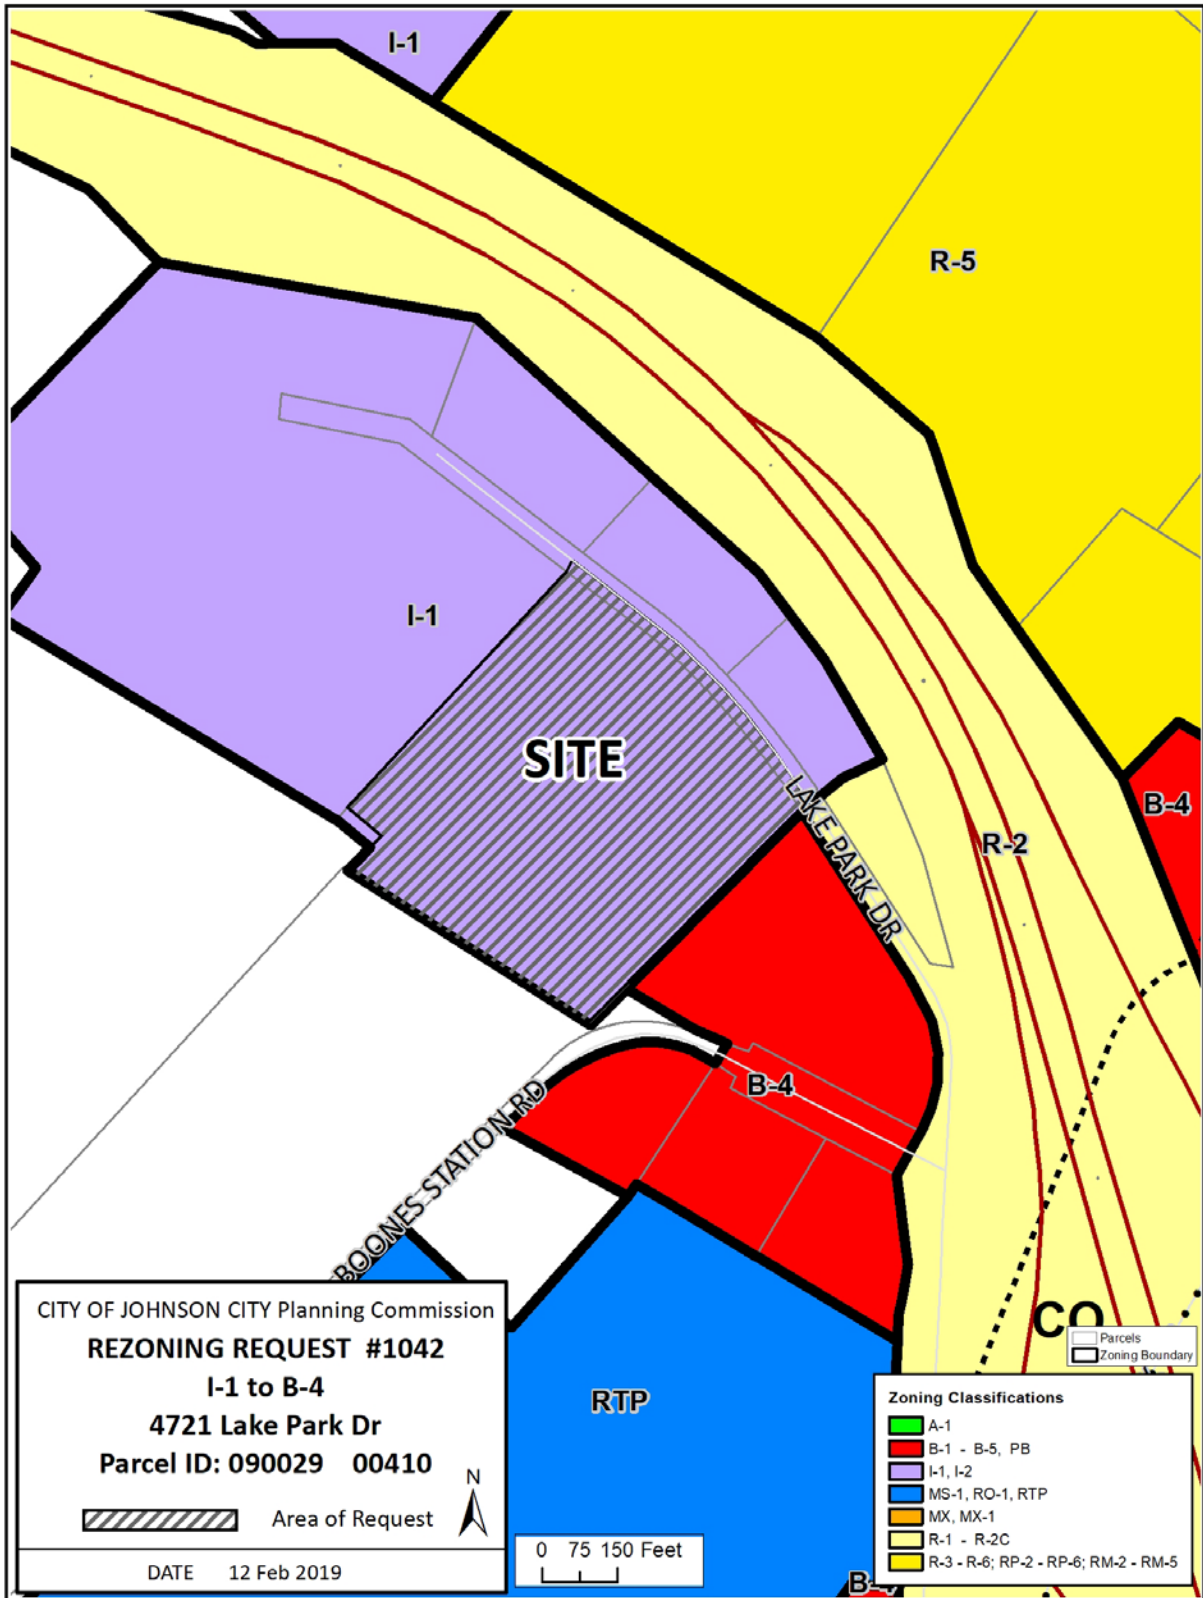 I-1
R-5
I-1
SITE
LAKE PARK DR
R-2
B-4
B-4
BOONES STATION RD
CO
RTP
B-4
CITY OF JOHNSON CITY Planning Commission
REZONING REQUEST #1042
I-1 to B-4
4721 Lake Park Dr
Parcel ID: 090029 00410
Area of Request
N
DATE 12 Feb 2019
0 75 150 Feet
Parcels
Zoning Boundary
Zoning Classifications
A-1
B-1 - B-5, PB
I-1, I-2
MS-1, RO-1, RTP
MX, MX-1
R-1 - R-2C
R-3 - R-6; RP-2 - RP-6; RM-2 - RM-5